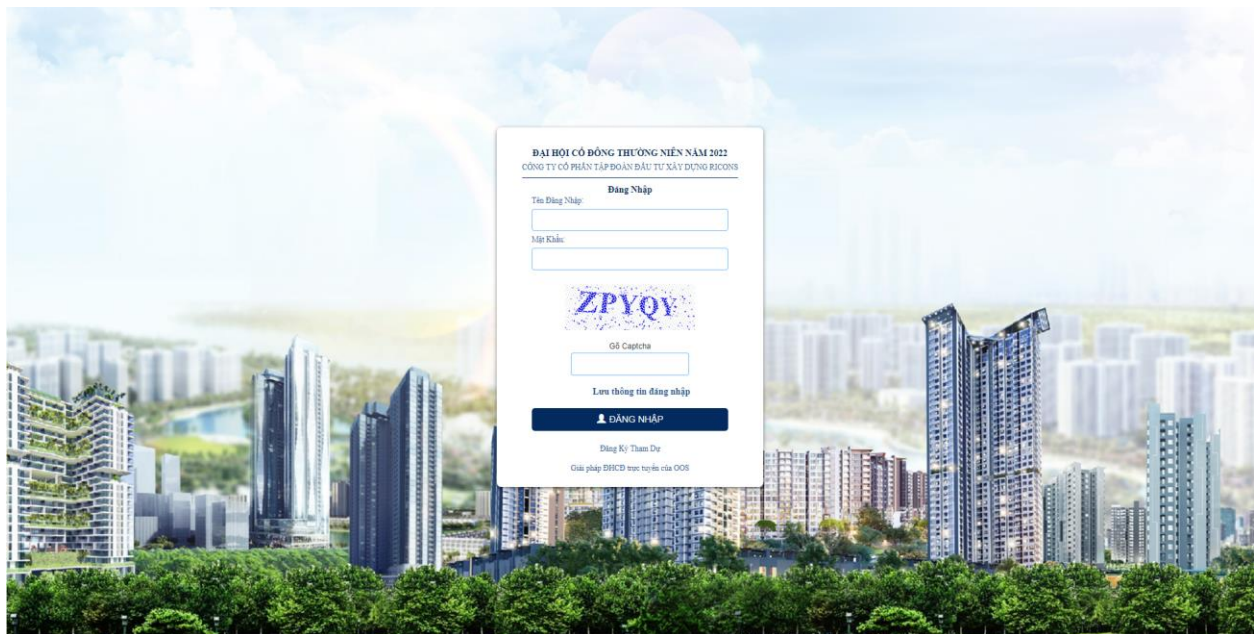 ĐẠI HỘI CỔ ĐÔNG THƯỜNG NIÊN NĂM 2022
CÔNG TY CỔ PHẦN TẬP ĐOÀN ĐẦU TƯ XÂY DỰNG RICONS
Đăng Nhập
Tên Đăng Nhập:
Mật Khẩu:
ZPYQY
Gõ Captcha
Lưu thông tin đăng nhập
ĐĂNG NHẬP
Đăng Ký Tham Dự
Giải pháp ĐHCĐ trực tuyến của OOS